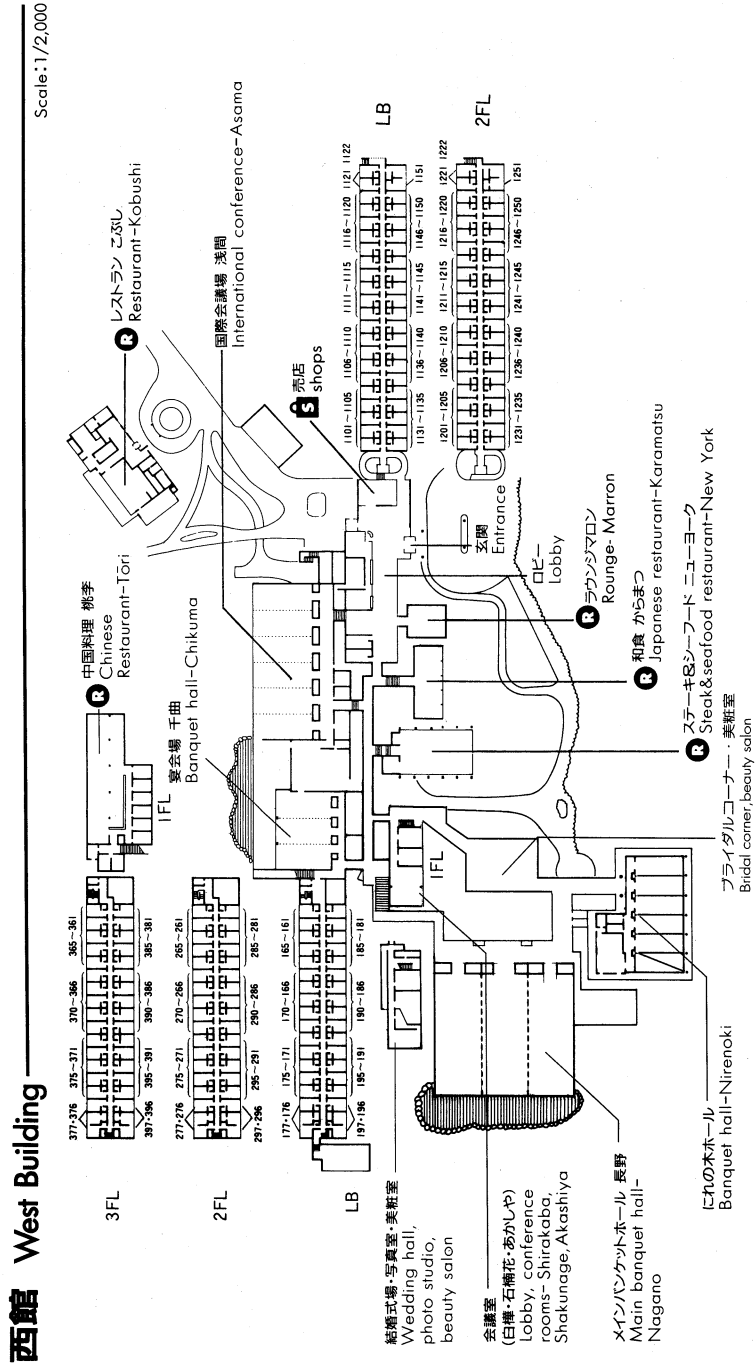 西館 West Building
Scale:1/2,000
レストラン こぶし
Restaurant-Kobushi
国際会議場 浅間
International conference-Asama
S 売店
shops
中国料理 桃李
Chinese
Restaurant-Tōri
宴会場 千曲
Banquet hall-Chikuma
LB
1101~1105
1106~1110
1111~1115
1116~1120
1121 1122
1131~1135
1136~1140
1141~1145
1146~1150
1151
2FL
1201~1205
1206~1210
1211~1215
1216~1220
1221 1222
1231~1235
1236~1240
1241~1245
1246~1250
1251
玄関
Entrance
ロビー
Lobby
R ラウンジマロン
Rounge- Marron
R 和食 からまつ
Japanese restaurant-Karamatsu
R ステーキ&シーフード ニューヨーク
Steak&seafood restaurant-New York
ブライダルコーナー・美粧室
Bridal corner,beauty salon
1FL
1FL
3FL
377・376
375~371
370~366
365~361
397・396
395~391
390~386
385~381
2FL
277・276
275~271
270~266
265~261
297・296
295~291
290~286
285~281
LB
177・176
175~171
170~166
165~161
197・196
195~191
190~186
185~181
結婚式場・写真室・美粧室
Wedding hall,
photo studio,
beauty salon
会議室
(白樺・石楠花・あかしや)
Lobby, conference
rooms- Shirakaba,
Shakunage, Akashiya
メインバンケットホール 長野
Main banquet hall-
Nagano
にれの木ホール
Banquet hall-Nirenoki
R
R